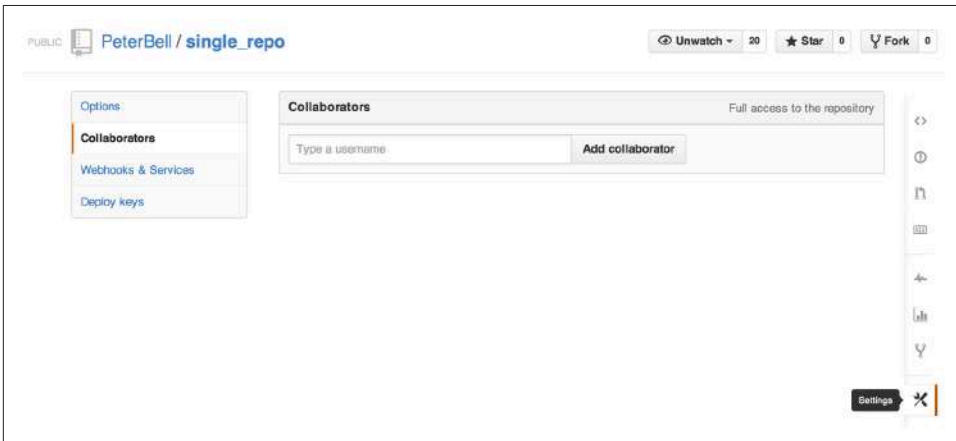 PUBLIC PeterBell / single_repo
Unwatch 20 Star 0 Fork 0
Options
Collaborators
Webhooks & Services
Deploy keys
Collaborators Full access to the repository
Type a username Add collaborator
Settings